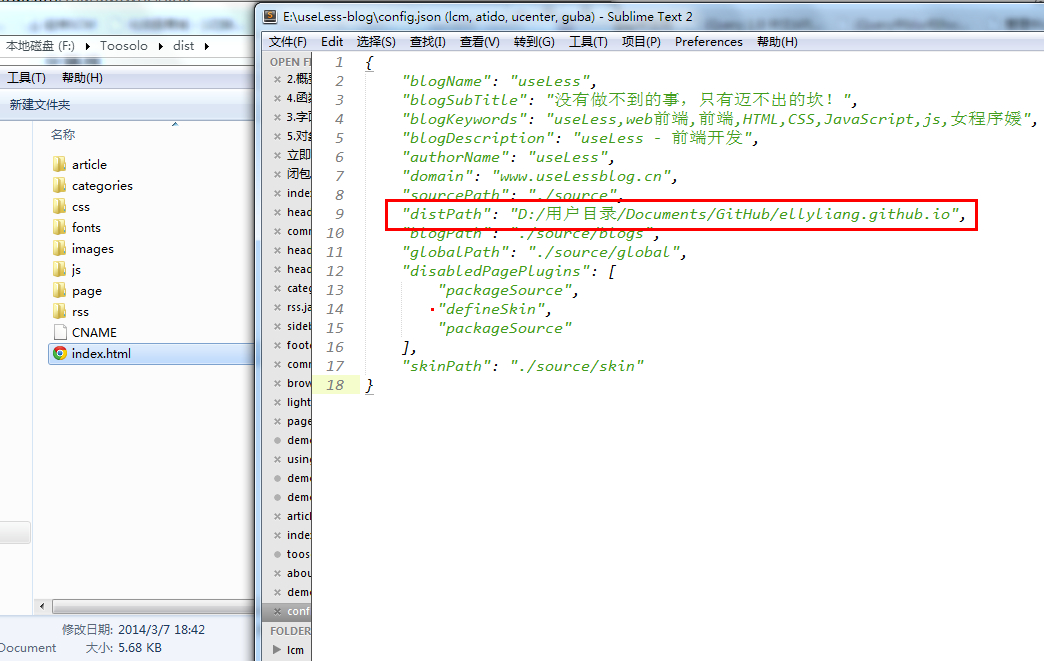 E:\useLess-blog\config.json (lcm, atido, ucenter, guba) - Sublime Text 2
本地磁盘 (F:) Toosolo dist
工具(T) 帮助(H)
新建文件夹
名称
article
categories
css
fonts
images
js
page
rss
CNAME
index.html
修改日期: 2014/3/7 18:42
Document 大小: 5.68 KB
文件(F) Edit 选择(S) 查找(I) 查看(V) 转到(G) 工具(T) 项目(P) Preferences 帮助(H)
OPEN FI
2.概
4.函
3.字
5.对
立即
闭包
inde
head
comm
head
head
categ
rss.ja
sideb
foote
comm
brow
light
page
demo
using
demo
demo
articl
inde
toos
abou
demo
conf
FOLDER
lcm
1 {
2 "blogName": "useLess",
3 "blogSubTitle": "没有做不到的事，只有迈不出的坎！",
4 "blogKeywords": "useLess,web前端,前端,HTML,CSS,JavaScript,js,女程序媛",
5 "blogDescription": "useLess - 前端开发",
6 "authorName": "useLess",
7 "domain": "www.useLessblog.cn",
8 "sourcePath": "./source",
9 "distPath": "D:/用户目录/Documents/GitHub/ellyliang.github.io",
10 "blogPath": "./source/blogs",
11 "globalPath": "./source/global",
12 "disabledPagePlugins": [
13 "packageSource",
14 "defineSkin",
15 "packageSource"
16 ],
17 "skinPath": "./source/skin"
18 }